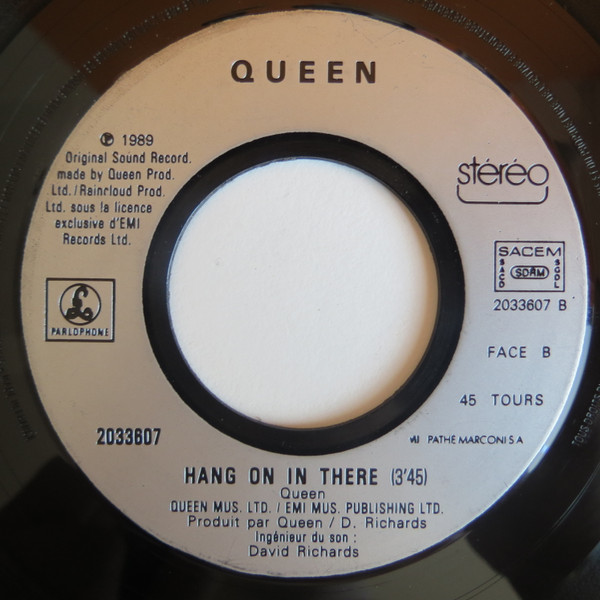 QUEEN
℗ 1989
Original Sound Record.
made by Queen Prod.
Ltd./Raincloud Prod.
Ltd. sous la licence
exclusive d'EMI
Records Ltd.
stéréo
SACEM
SACD
SDRM
SGDL
2033607 B
PARLOPHONE
FACE B
45 TOURS
2033607
PATHE MARCONI S A
HANG ON IN THERE (3'45)
Queen
QUEEN MUS. LTD. / EMI MUS. PUBLISHING LTD.
Produit par Queen / D. Richards
Ingénieur du son :
David Richards